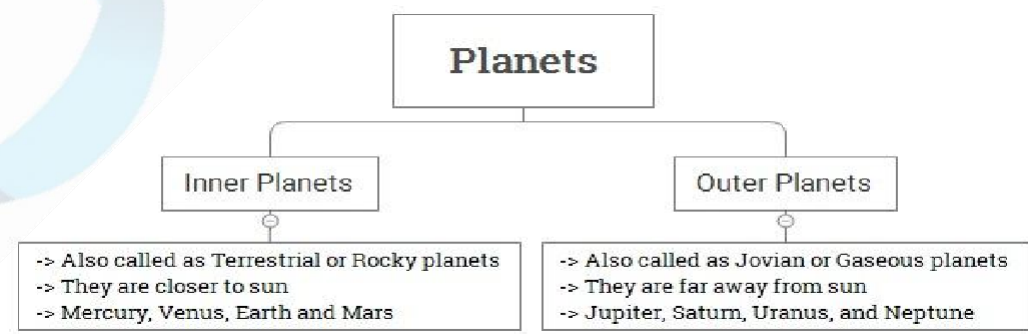 Planets
Inner Planets
-> Also called as Terrestrial or Rocky planets
-> They are closer to sun
-> Mercury, Venus, Earth and Mars
Outer Planets
-> Also called as Jovian or Gaseous planets
-> They are far away from sun
-> Jupiter, Saturn, Uranus, and Neptune